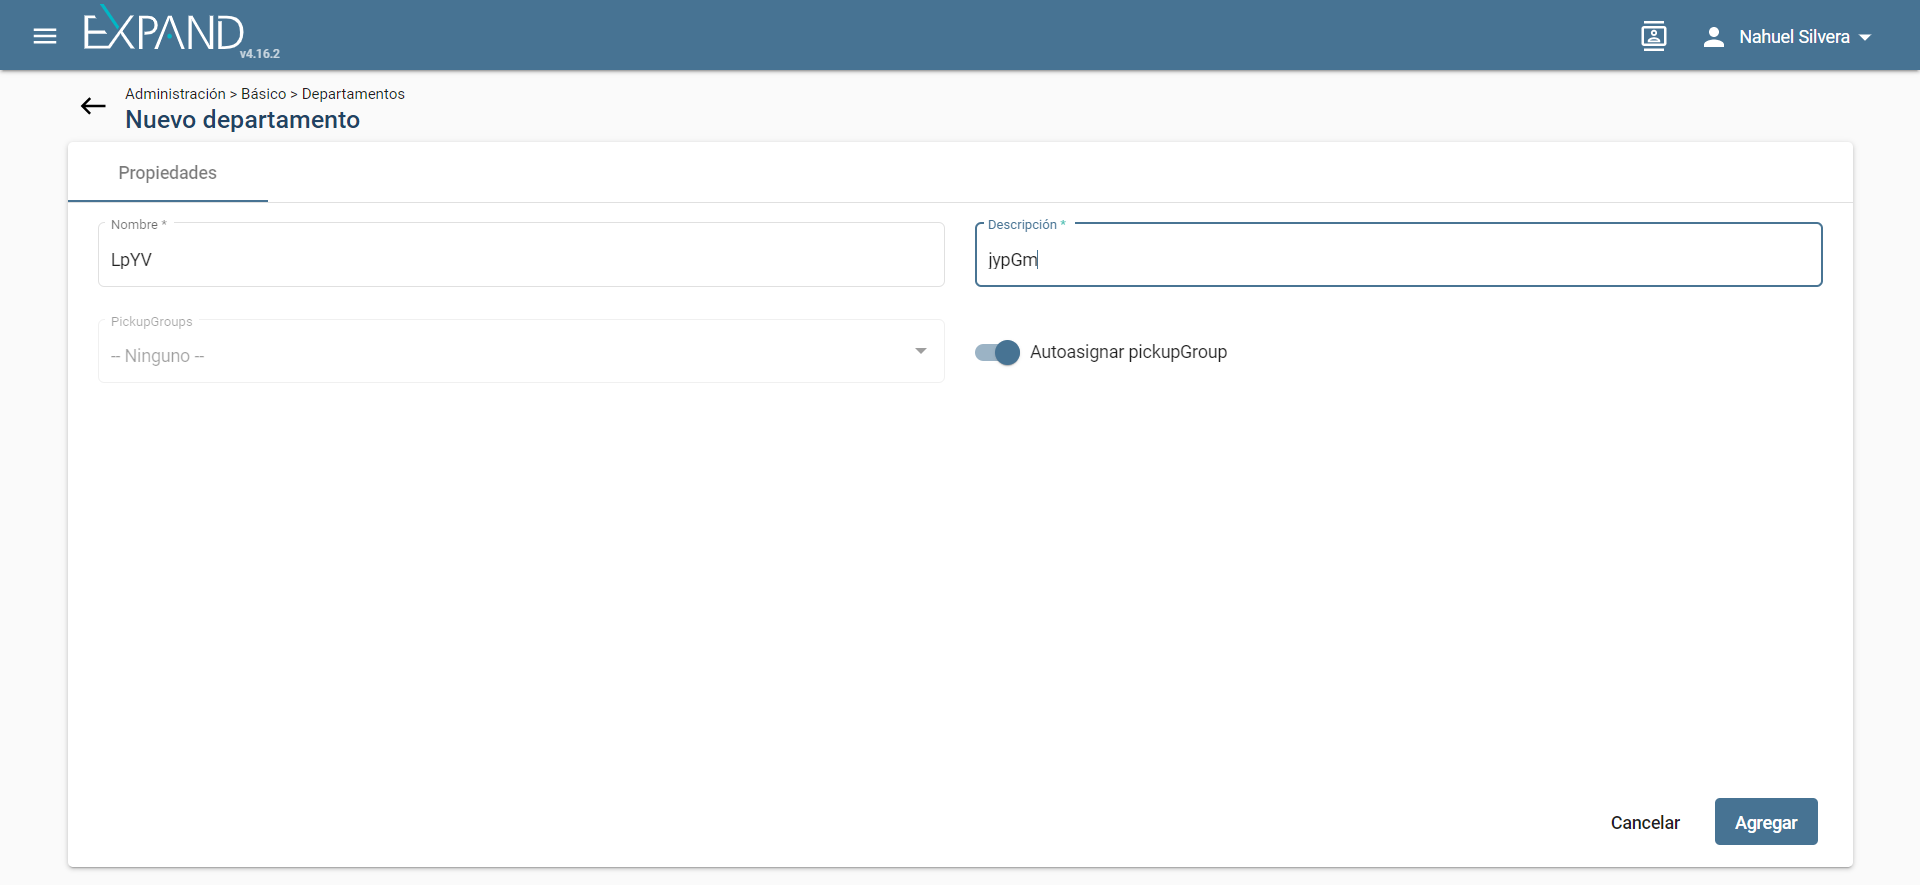 EXPAND
v4.16.2
Nahuel Silvera
Administración > Básico > Departamentos
Nuevo departamento
Propiedades
Nombre *
LpYV
Descripción *
jypGm
PickupGroups
-- Ninguno --
Autoasignar pickupGroup
Cancelar
Agregar